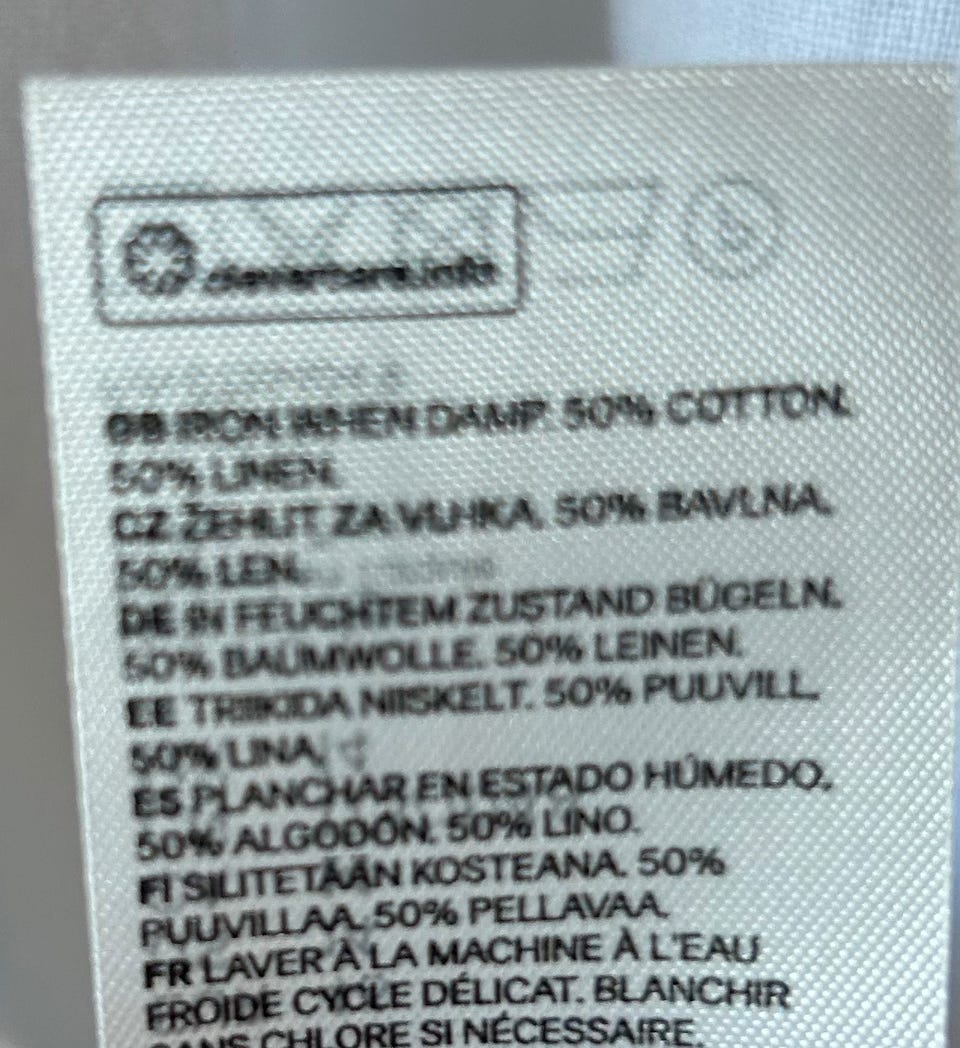 clevercare.info
GB IRON WHEN DAMP. 50% COTTON.
50% LINEN.
CZ ŽEHLIT ZA VLHKA. 50% BAVLNA.
50% LEN.
DE IN FEUCHTEM ZUSTAND BÜGELN.
50% BAUMWOLLE. 50% LEINEN.
EE TRIIKIDA NIISKELT. 50% PUUVILL.
50% LINA.
ES PLANCHAR EN ESTADO HÚMEDO.
50% ALGODÓN. 50% LINO.
FI SILITETÄÄN KOSTEANA. 50%
PUUVILLAA. 50% PELLAVAA.
FR LAVER À LA MACHINE À L'EAU
FROIDE CYCLE DÉLICAT. BLANCHIR
SANS CHLORE SI NÉCESSAIRE.